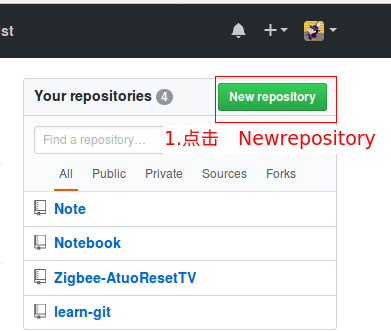 st
Your repositories 4
New repository
Find a repository…
1.点击 Newrepository
All Public Private Sources Forks
Note
Notebook
Zigbee-AtuoResetTV
learn-git